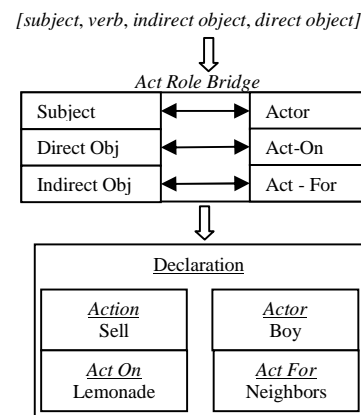 [subject, verb, indirect object, direct object]
Act Role Bridge
Subject Actor
Direct Obj Act-On
Indirect Obj Act - For
Declaration
Action Actor
Sell Boy
Act On Act For
Lemonade Neighbors